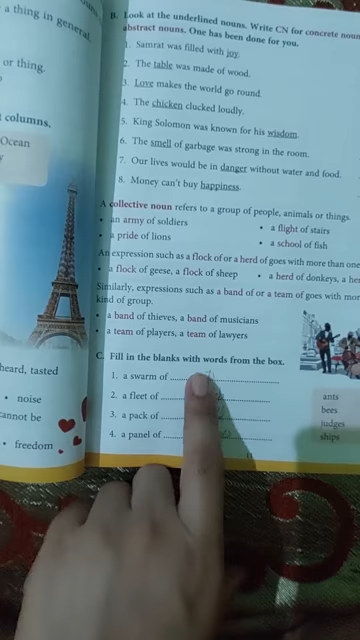 a thing in general,
or thing.
columns.
Ocean
heard, tasted
• noise
cannot be
• freedom
B. Look at the underlined nouns. Write CN for concrete noun
abstract nouns. One has been done for you.
1. Samrat was filled with joy.
2. The table was made of wood.
3. Love makes the world go round.
4. The chicken clucked loudly.
5. King Solomon was known for his wisdom.
6. The smell of garbage was strong in the room.
7. Our lives would be in danger without water and food.
8. Money can't buy happiness.
A collective noun refers to a group of people, animals or things.
• an army of soldiers • a flight of stairs
• a pride of lions • a school of fish
An expression such as a flock of or a herd of goes with more than one
• a flock of geese, a flock of sheep • a herd of donkeys, a
Similarly, expressions such as a band of or a team of goes with
kind of group.
• a band of thieves, a band of musicians
• a team of players, a team of lawyers
C. Fill in the blanks with words from the box.
1. a swarm of
2. a fleet of
3. a pack of
4. a panel of
ants
bees
judges
ships